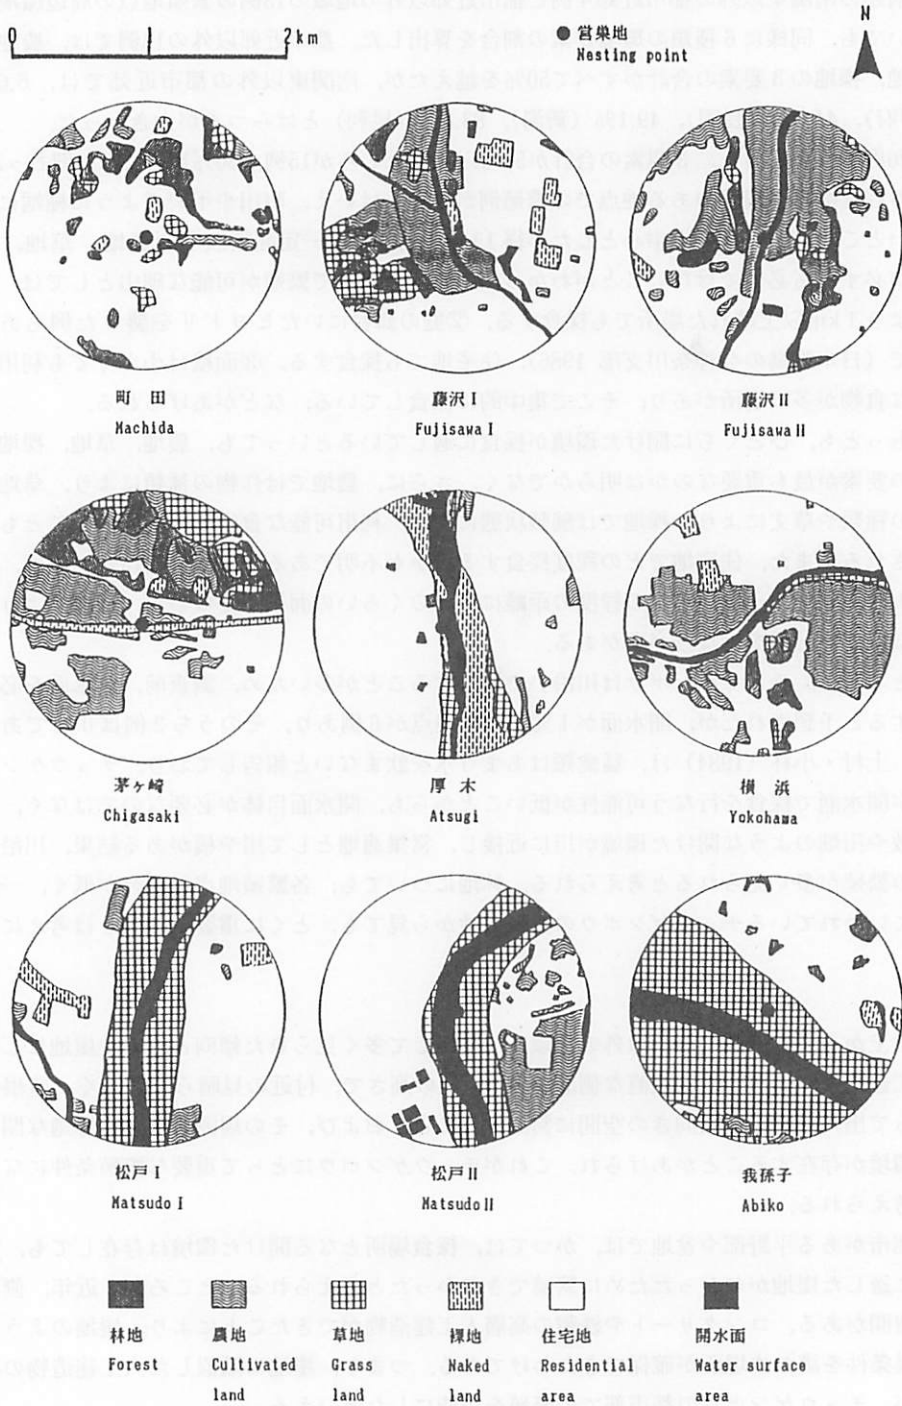 0 2 km
● 営巣地
Nesting point
N
町田
Machida
藤沢 I
Fujisawa I
藤沢 II
Fujisawa II
茅ヶ崎
Chigasaki
厚木
Atsugi
横浜
Yokohama
松戸 I
Matsudo I
松戸 II
Matsudo II
我孫子
Abiko
林地
Forest
農地
Cultivated
land
草地
Grass
land
裸地
Naked
land
住宅地
Residential
area
開水面
Water surface
area